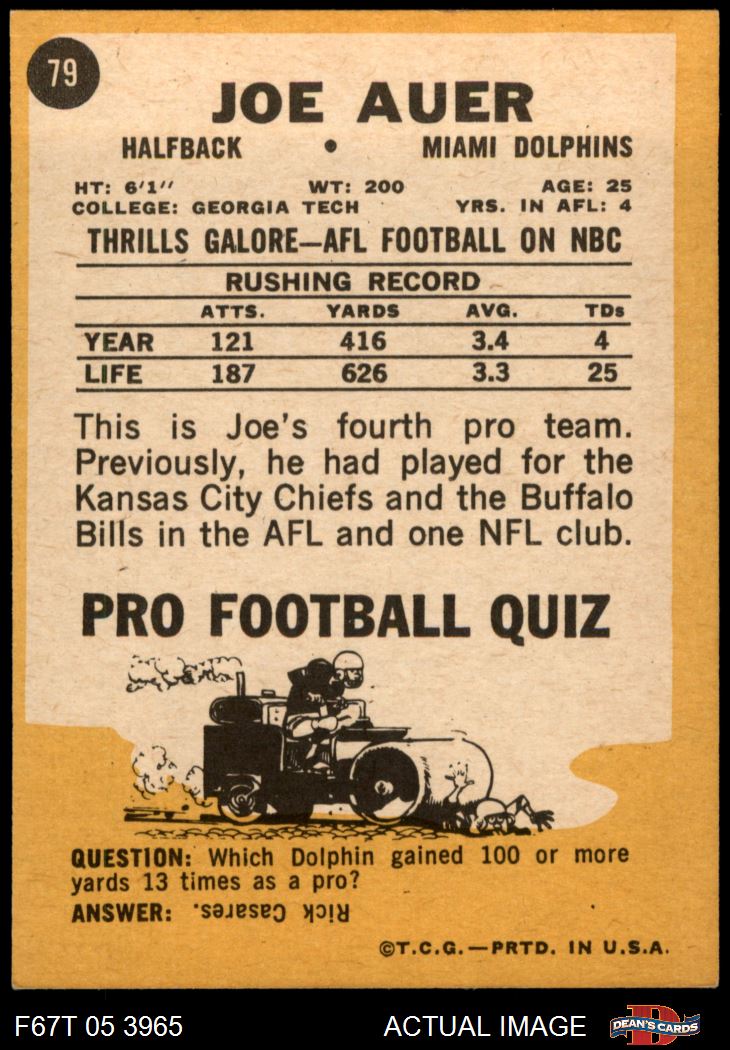 79
JOE AUER
HALFBACK • MIAMI DOLPHINS
HT: 6'1'' WT: 200 AGE: 25
COLLEGE: GEORGIA TECH YRS. IN AFL: 4
THRILLS GALORE—AFL FOOTBALL ON NBC
RUSHING RECORD
ATTS. YARDS AVG. TDs
YEAR 121 416 3.4 4
LIFE 187 626 3.3 25
This is Joe's fourth pro team.
Previously, he had played for the
Kansas City Chiefs and the Buffalo
Bills in the AFL and one NFL club.
PRO FOOTBALL QUIZ
QUESTION: Which Dolphin gained 100 or more
yards 13 times as a pro?
ANSWER: Rick Casares.
©T.C.G.—PRTD. IN U.S.A.
F67T 05 3965 ACTUAL IMAGE DEAN'S CARDS